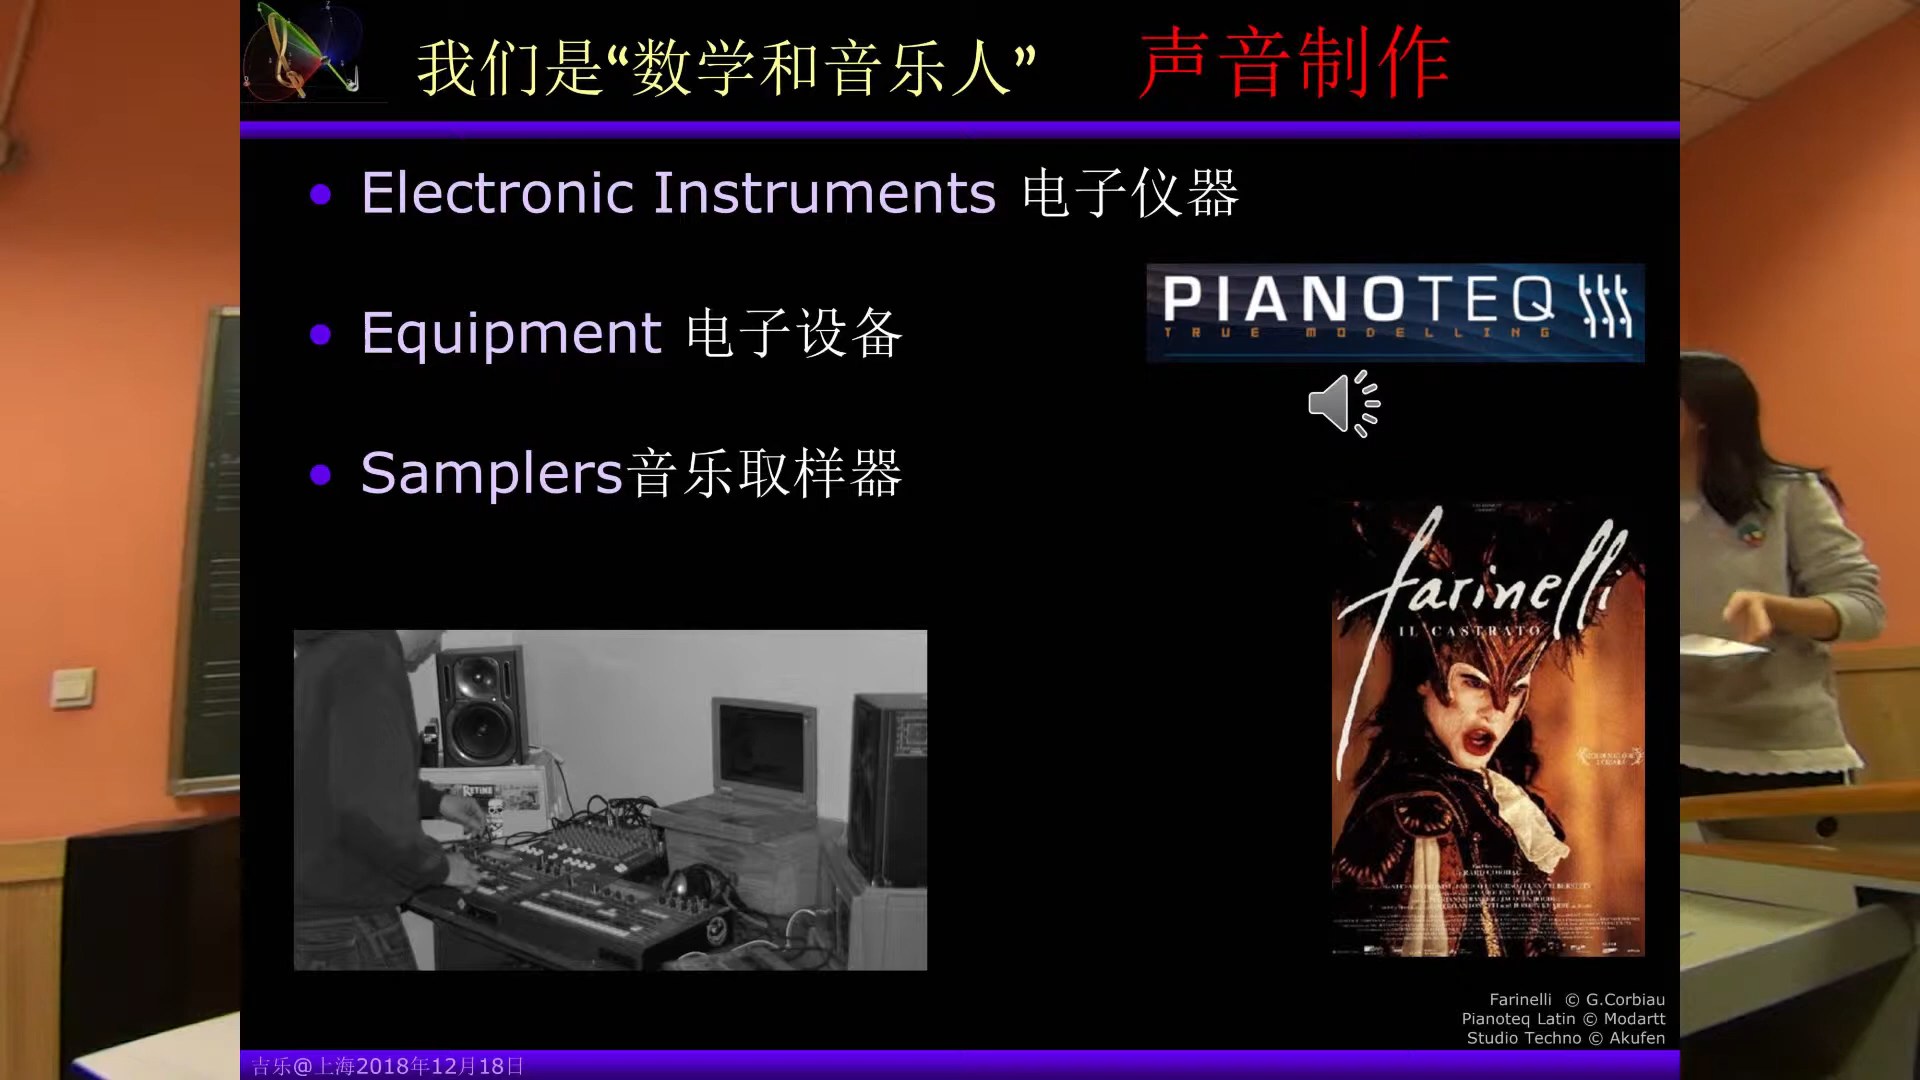 我们是“数学和音乐人” 声音制作
Electronic Instruments 电子仪器
Equipment 电子设备
Samplers音乐取样器
PIANOTEQ
TRUE MODELLING
farinelli
IL CASTRATO
RETINE
Farinelli © G.Corbiau
Pianoteq Latin © Modartt
Studio Techno © Akufen
吉乐@上海2018年12月18日